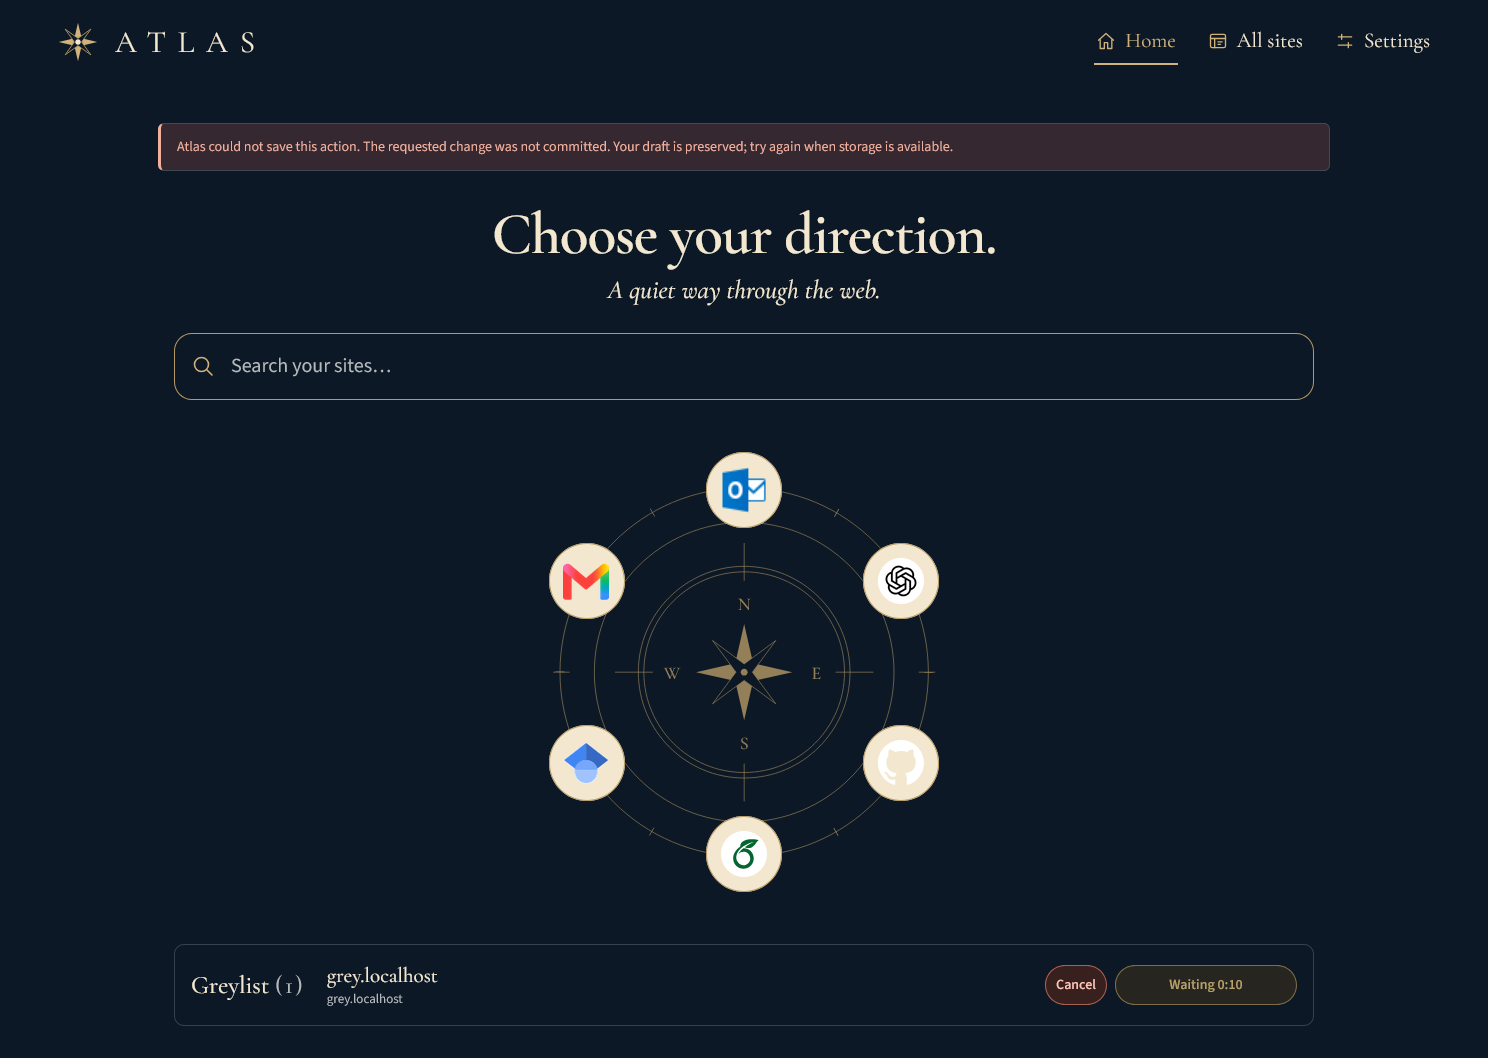 ATLAS
Home
All sites
Settings
Atlas could not save this action. The requested change was not committed. Your draft is preserved; try again when storage is available.
Choose your direction.
A quiet way through the web.
Search your sites…
N
W
E
S
Greylist (1)
grey.localhost
grey.localhost
Cancel
Waiting 0:10